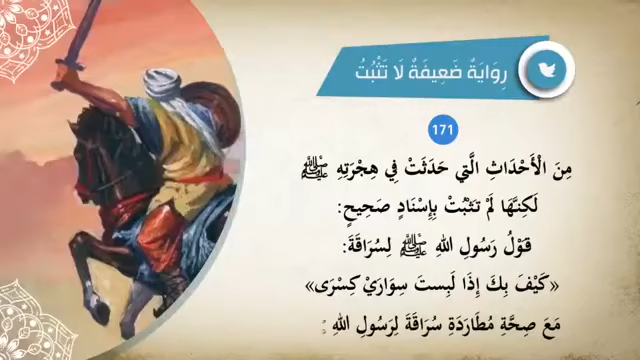 رِوَايَةٌ ضَعِيفَةٌ لَا تَثْبُتُ
171
مِنَ الْأَحْدَاثِ الَّتِي حَدَثَتْ فِي هِجْرَتِهِ ﷺ
لَكِنَّهَا لَمْ تَثْبُتْ بِإِسْنَادٍ صَحِيحٍ:
قَوْلُ رَسُولِ اللهِ ﷺ لِسُرَاقَةَ:
«كَيْفَ بِكَ إِذَا لَبِستَ سِوَارَيْ كِسْرَى»
مَعَ صِحَّةِ مُطَارَدَةِ سُرَاقَةَ لِرَسُولِ اللهِ